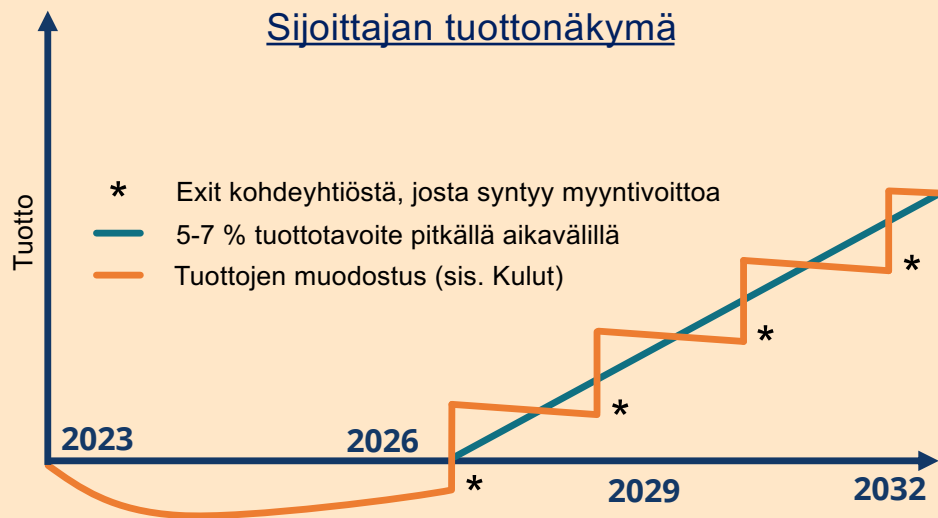 Sijoittajan tuottonäkymä
Tuotto
* Exit kohdeyhtiöstä, josta syntyy myyntivoittoa
5-7 % tuottotavoite pitkällä aikavälillä
Tuottojen muodostus (sis. Kulut)
*
*
*
2023
2026
*
2029
2032